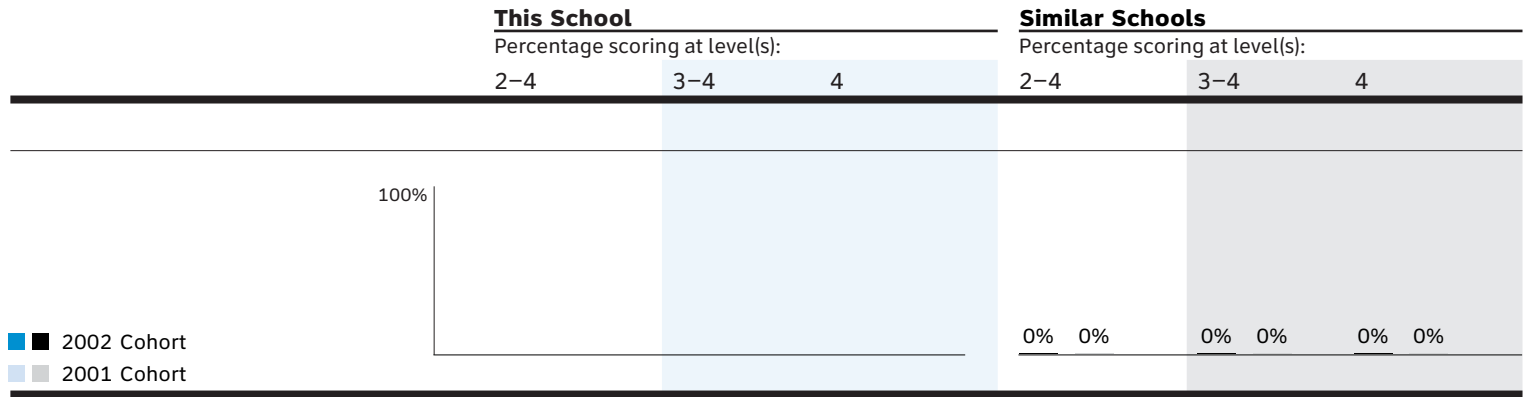 This School Similar Schools
Percentage scoring at level(s): Percentage scoring at level(s):
2–4 3–4 4 2–4 3–4 4
100%
0% 0% 0% 0% 0% 0%
2002 Cohort
2001 Cohort